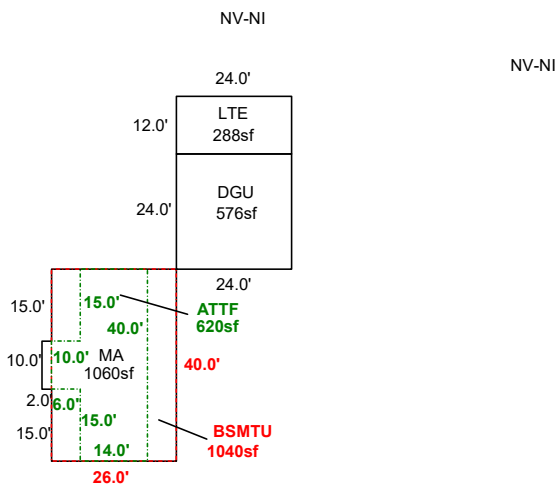 NV-NI
NV-NI
24.0'
12.0'
LTE
288sf
24.0'
DGU
576sf
24.0'
15.0'
15.0'
ATTF
620sf
40.0'
10.0'
10.0'
MA
1060sf
40.0'
2.0'
6.0'
15.0'
15.0'
BSMTU
1040sf
14.0'
26.0'